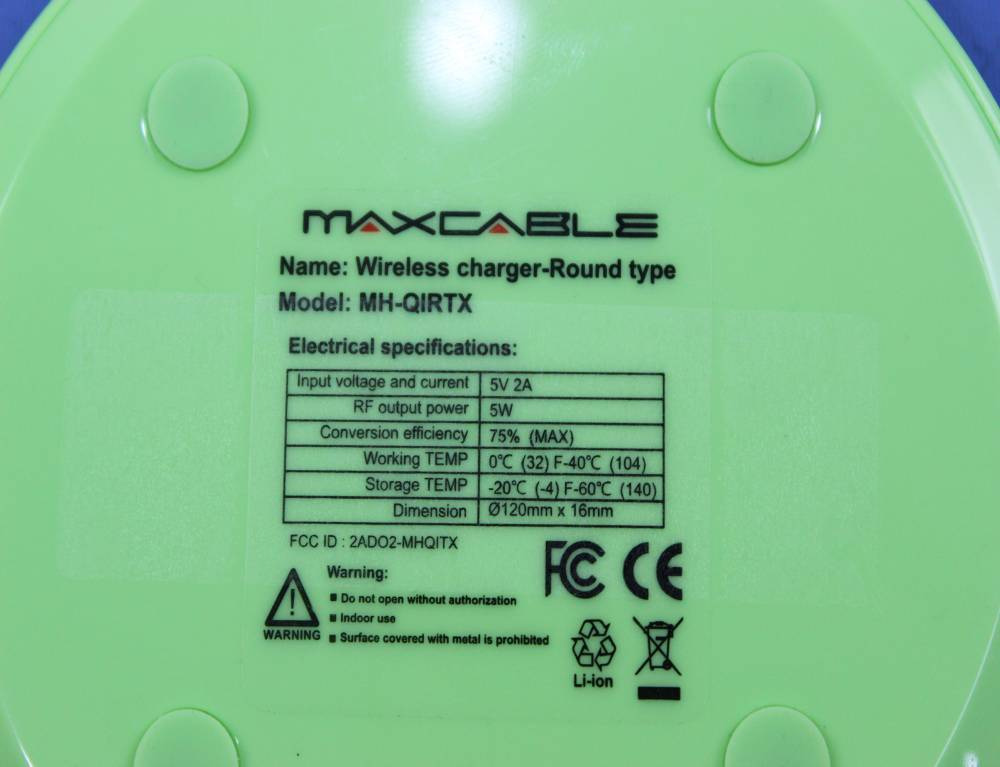 MAXCABLE
Name: Wireless charger-Round type
Model: MH-QIRTX
Electrical specifications:
Input voltage and current 5V 2A
RF output power 5W
Conversion efficiency 75% (MAX)
Working TEMP 0℃ (32) F-40℃ (104)
Storage TEMP -20℃ (-4) F-60℃ (140)
Dimension Ø120mm x 16mm
FCC ID : 2ADO2-MHQITX
FC CE
Warning:
■ Do not open without authorization
■ Indoor use
■ Surface covered with metal is prohibited
WARNING
Li-ion